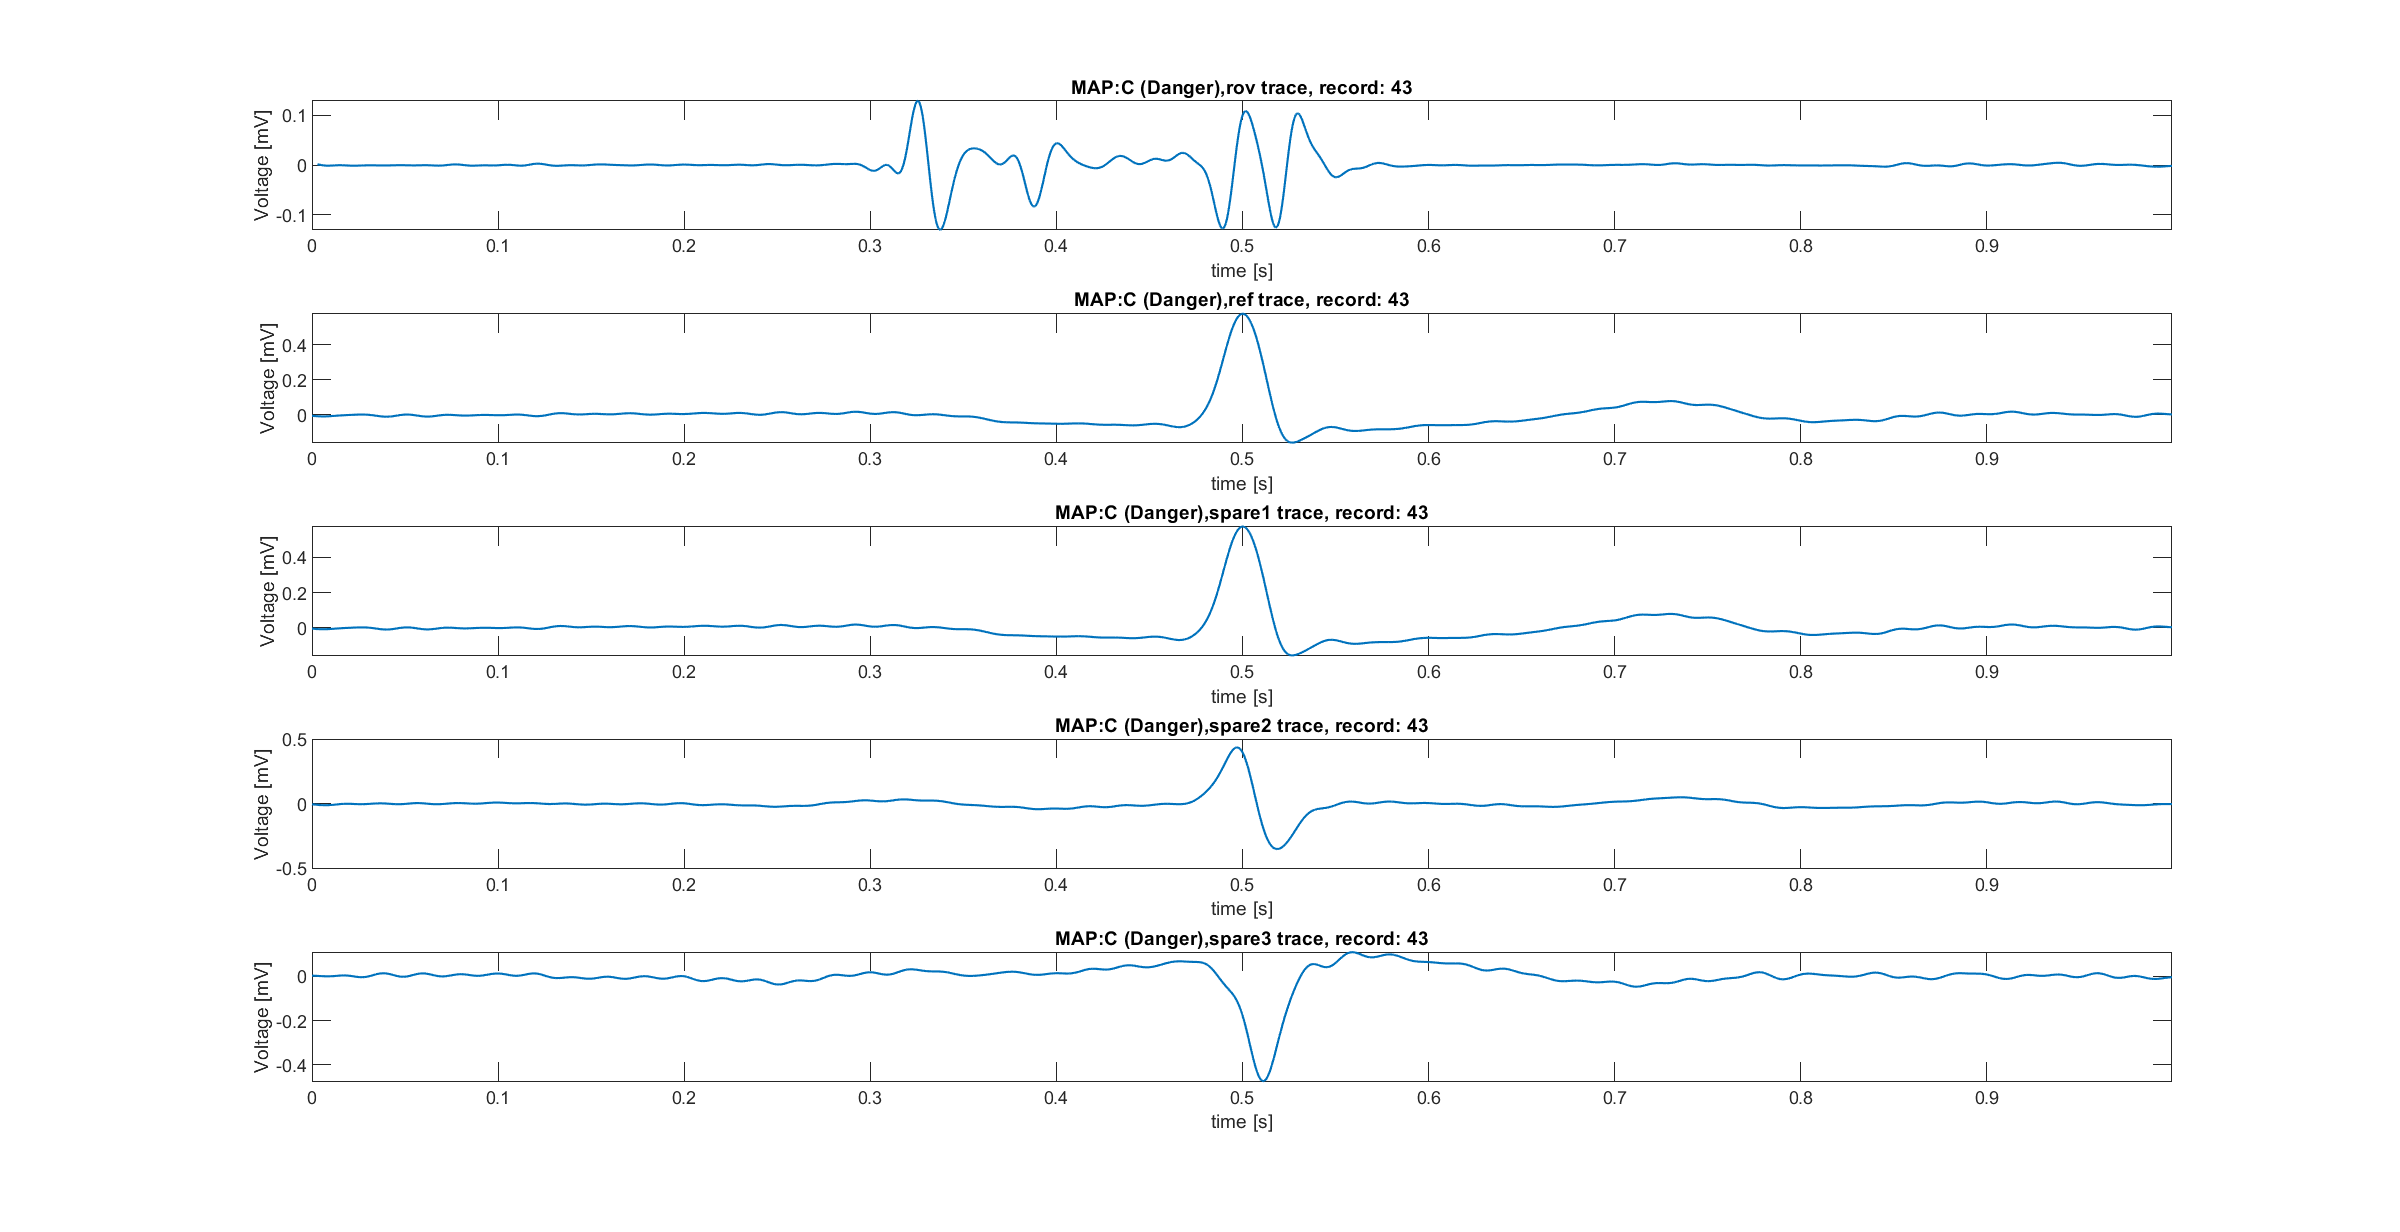 MAP:C (Danger),rov trace, record: 43
Voltage [mV]
0.1
0
-0.1
0 0.1 0.2 0.3 0.4 0.5 0.6 0.7 0.8 0.9
time [s]
MAP:C (Danger),ref trace, record: 43
Voltage [mV]
0.4
0.2
0
0 0.1 0.2 0.3 0.4 0.5 0.6 0.7 0.8 0.9
time [s]
MAP:C (Danger),spare1 trace, record: 43
Voltage [mV]
0.4
0.2
0
0 0.1 0.2 0.3 0.4 0.5 0.6 0.7 0.8 0.9
time [s]
MAP:C (Danger),spare2 trace, record: 43
Voltage [mV]
0.5
0
-0.5
0 0.1 0.2 0.3 0.4 0.5 0.6 0.7 0.8 0.9
time [s]
MAP:C (Danger),spare3 trace, record: 43
Voltage [mV]
0
-0.2
-0.4
0 0.1 0.2 0.3 0.4 0.5 0.6 0.7 0.8 0.9
time [s]